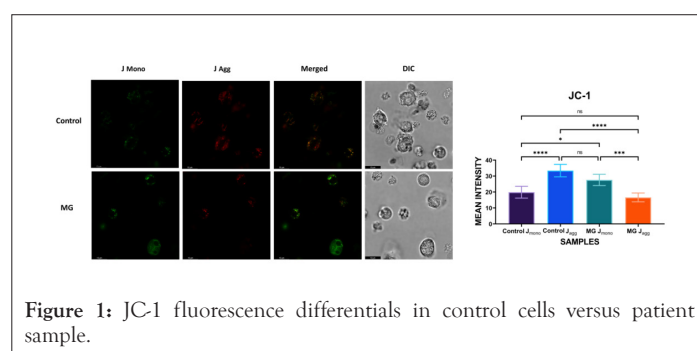 J Mono J Agg Merged DIC
Control
MG
JC-1
ns
****
*
**** ns ***
MEAN INTENSITY
40
30
20
10
0
Control Jmono Control Jagg MG Jmono MG Jagg
SAMPLES
Figure 1: JC-1 fluorescence differentials in control cells versus patient
sample.